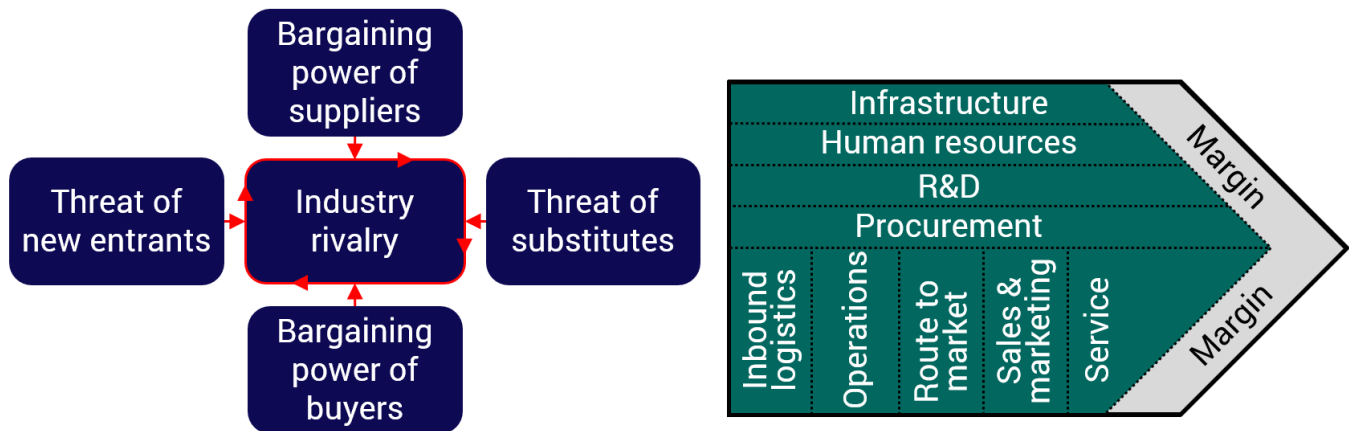 Bargaining
power of
suppliers
Threat of
new entrants
Industry
rivalry
Threat of
substitutes
Bargaining
power of
buyers
Infrastructure
Human resources
R&D
Procurement
Inbound
logistics
Operations
Route to
market
Sales &
marketing
Service
Margin
Margin